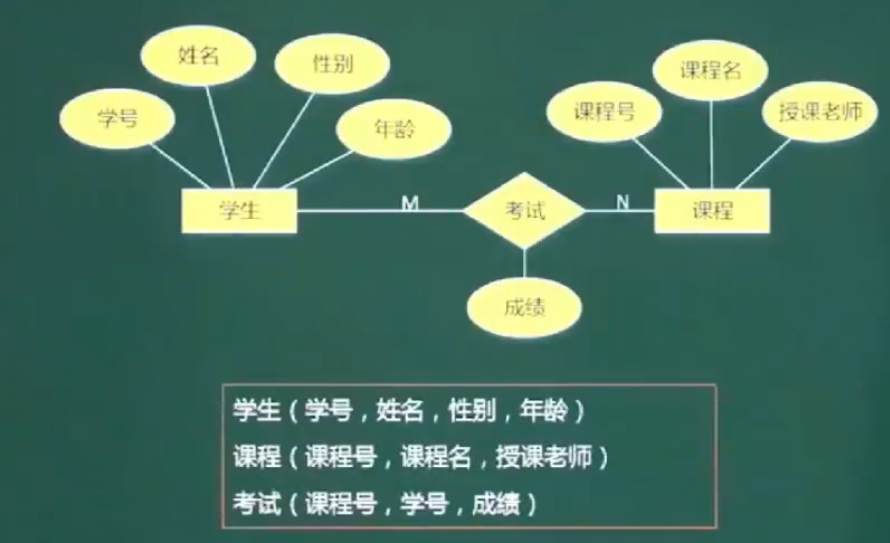 姓名
性别
学号
年龄
课程名
课程号
授课老师
学生
M
考试
N
课程
成绩
学生（学号，姓名，性别，年龄）
课程（课程号，课程名，授课老师）
考试（课程号，学号，成绩）